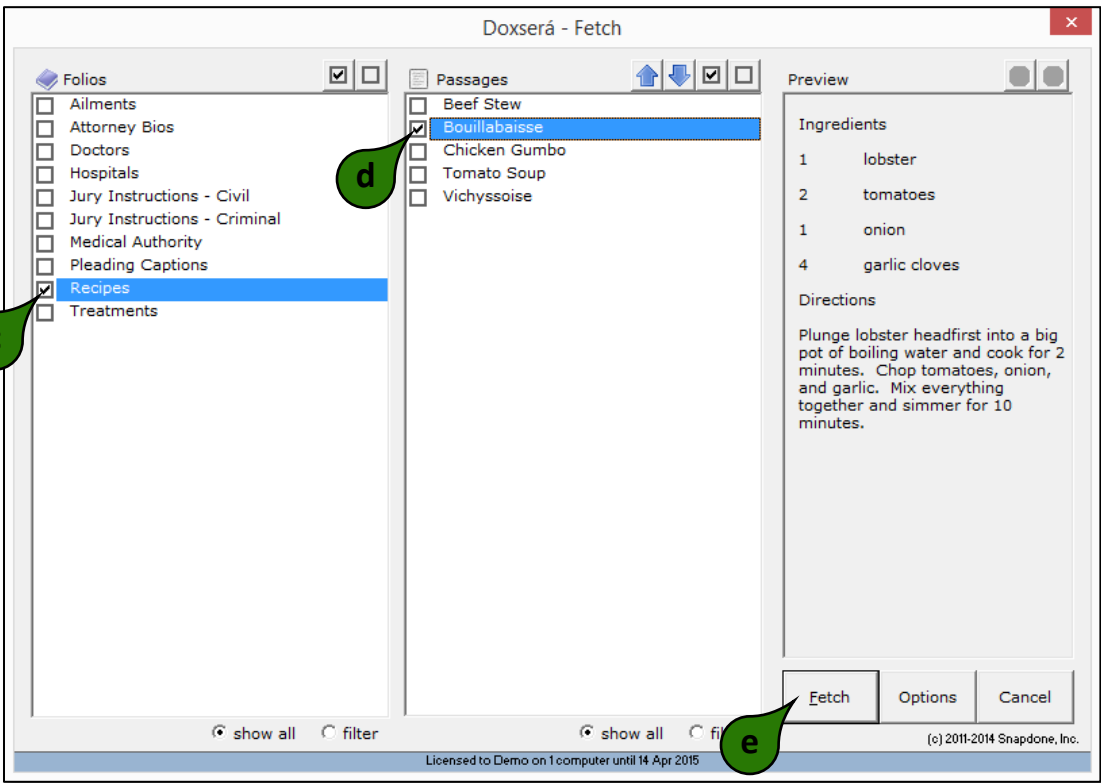 Doxserá - Fetch
Folios
Ailments
Attorney Bios
Doctors
Hospitals
Jury Instructions - Civil
Jury Instructions - Criminal
Medical Authority
Pleading Captions
Recipes
Treatments
show all filter
Passages
Beef Stew
Bouillabaisse
Chicken Gumbo
Tomato Soup
Vichyssoise
d
show all
e
Preview
Ingredients
1 lobster
2 tomatoes
1 onion
4 garlic cloves
Directions
Plunge lobster headfirst into a big
pot of boiling water and cook for 2
minutes. Chop tomatoes, onion,
and garlic. Mix everything
together and simmer for 10
minutes.
Fetch Options Cancel
(c) 2011-2014 Snapdone, Inc.
Licensed to Demo on 1 computer until 14 Apr 2015